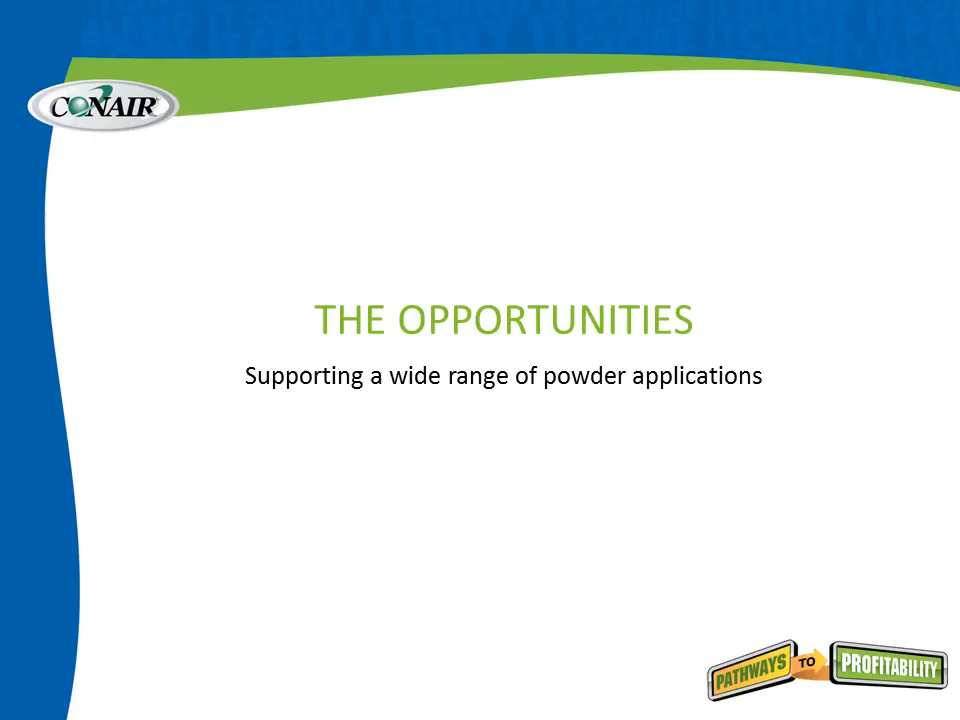 CONAIR
THE OPPORTUNITIES
Supporting a wide range of powder applications
PATHWAYS TO PROFITABILITY